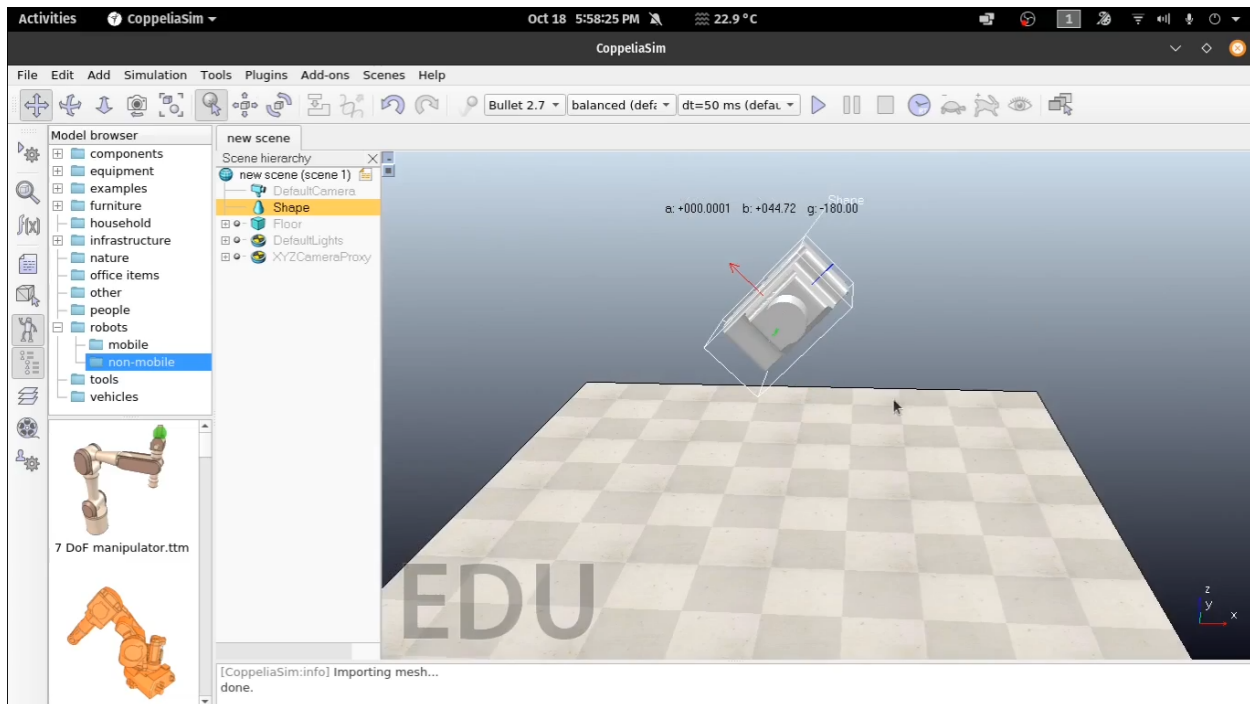 Activities
CoppeliaSim
Oct 18 5:58:25 PM
22.9 °C
1
CoppeliaSim
File Edit Add Simulation Tools Plugins Add-ons Scenes Help
Bullet 2.7
balanced (defa
dt=50 ms (defau
Model browser
components
equipment
examples
furniture
household
infrastructure
nature
office items
other
people
robots
mobile
non-mobile
tools
vehicles
7 DoF manipulator.ttm
new scene
Scene hierarchy
new scene (scene 1)
DefaultCamera
Shape
Floor
DefaultLights
XYZCameraProxy
f(x)
Shape
a: +000.0001 b: +044.72 g: -180.00
EDU
z
y
x
[CoppeliaSim:info] Importing mesh...
done.